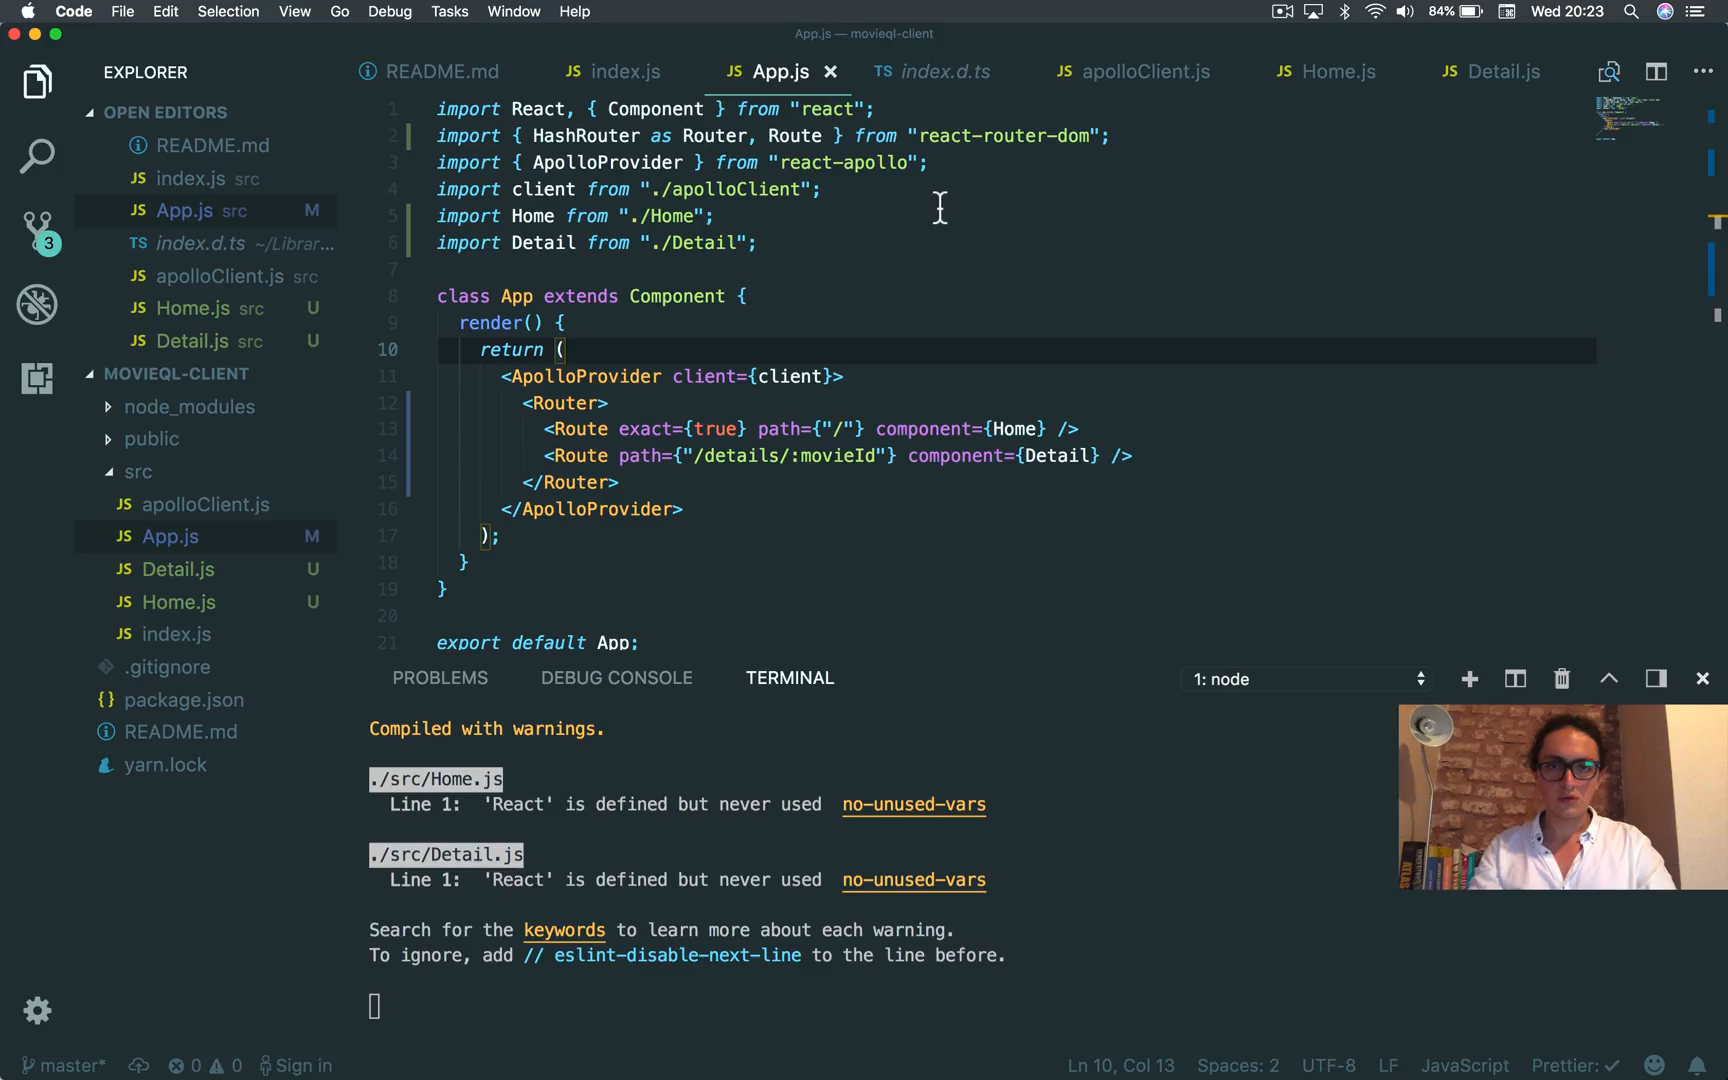 Code File Edit Selection View Go Debug Tasks Window Help 84% Wed 20:23
App.js — movieql-client
EXPLORER
README.md index.js App.js index.d.ts apolloClient.js Home.js Detail.js
OPEN EDITORS
README.md
index.js src
App.js src M
index.d.ts ~/Librar...
apolloClient.js src
Home.js src U
Detail.js src U
MOVIEQL-CLIENT
node_modules
public
src
apolloClient.js
App.js M
Detail.js U
Home.js U
index.js
.gitignore
package.json
README.md
yarn.lock
1 import React, { Component } from "react";
2 import { HashRouter as Router, Route } from "react-router-dom";
3 import { ApolloProvider } from "react-apollo";
4 import client from "./apolloClient";
5 import Home from "./Home";
6 import Detail from "./Detail";
7
8 class App extends Component {
9 render() {
10 return (
11 <ApolloProvider client={client}>
12 <Router>
13 <Route exact={true} path={"/"} component={Home} />
14 <Route path={"/details/:movieId"} component={Detail} />
15 </Router>
16 </ApolloProvider>
17 );
18 }
19 }
20
21 export default App;
PROBLEMS DEBUG CONSOLE TERMINAL 1: node
Compiled with warnings.
./src/Home.js
Line 1: 'React' is defined but never used no-unused-vars
./src/Detail.js
Line 1: 'React' is defined but never used no-unused-vars
Search for the keywords to learn more about each warning.
To ignore, add // eslint-disable-next-line to the line before.
ATLAS
master* 0 0 Sign in Ln 10, Col 13 Spaces: 2 UTF-8 LF JavaScript Prettier: ✓